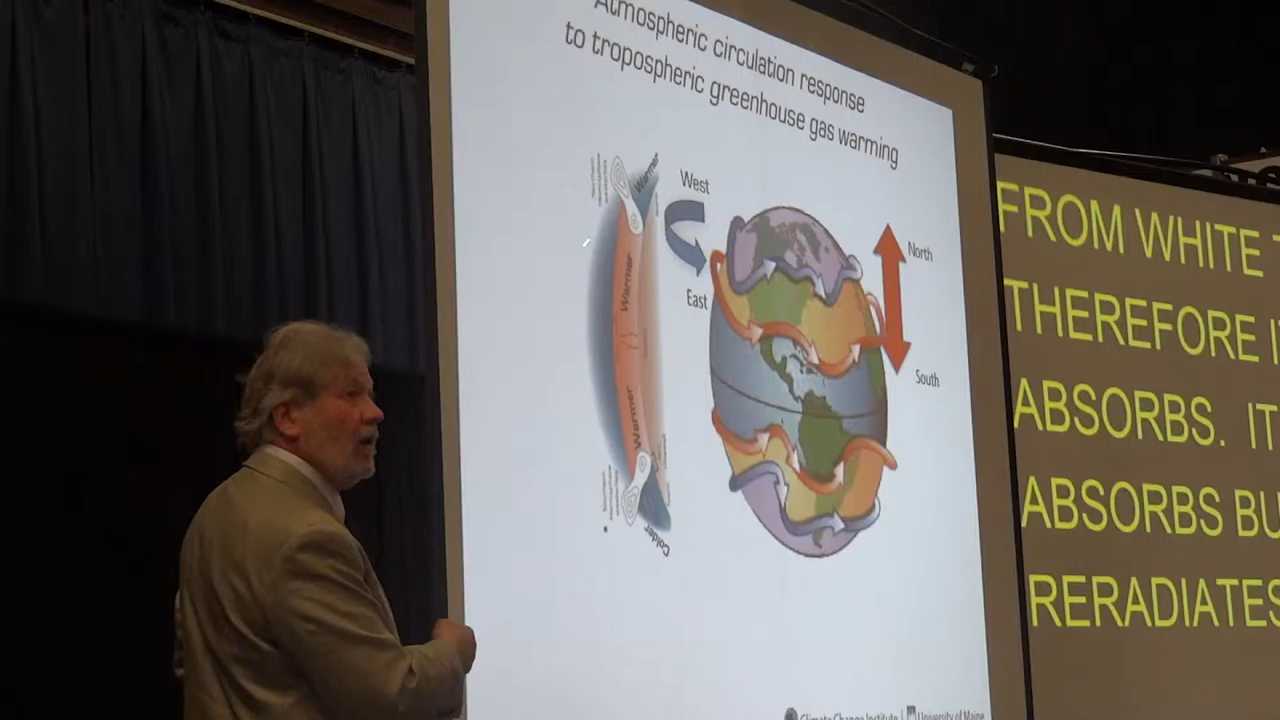 Atmospheric circulation response
to tropospheric greenhouse gas warming
Warmer
West
Warmer
East
North
South
Warmer
Colder
Climate Change Institute | University of Maine
FROM WHITE
THEREFORE
ABSORBS. IT
ABSORBS
RERADIATES